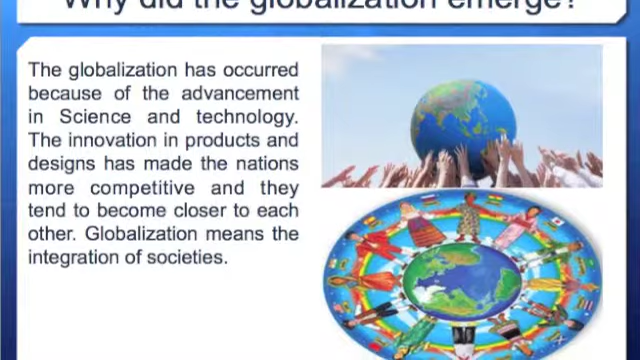 Why did the globalization emerge?
The globalization has occurred
because of the advancement
in Science and technology.
The innovation in products and
designs has made the nations
more competitive and they
tend to become closer to each
other. Globalization means the
integration of societies.